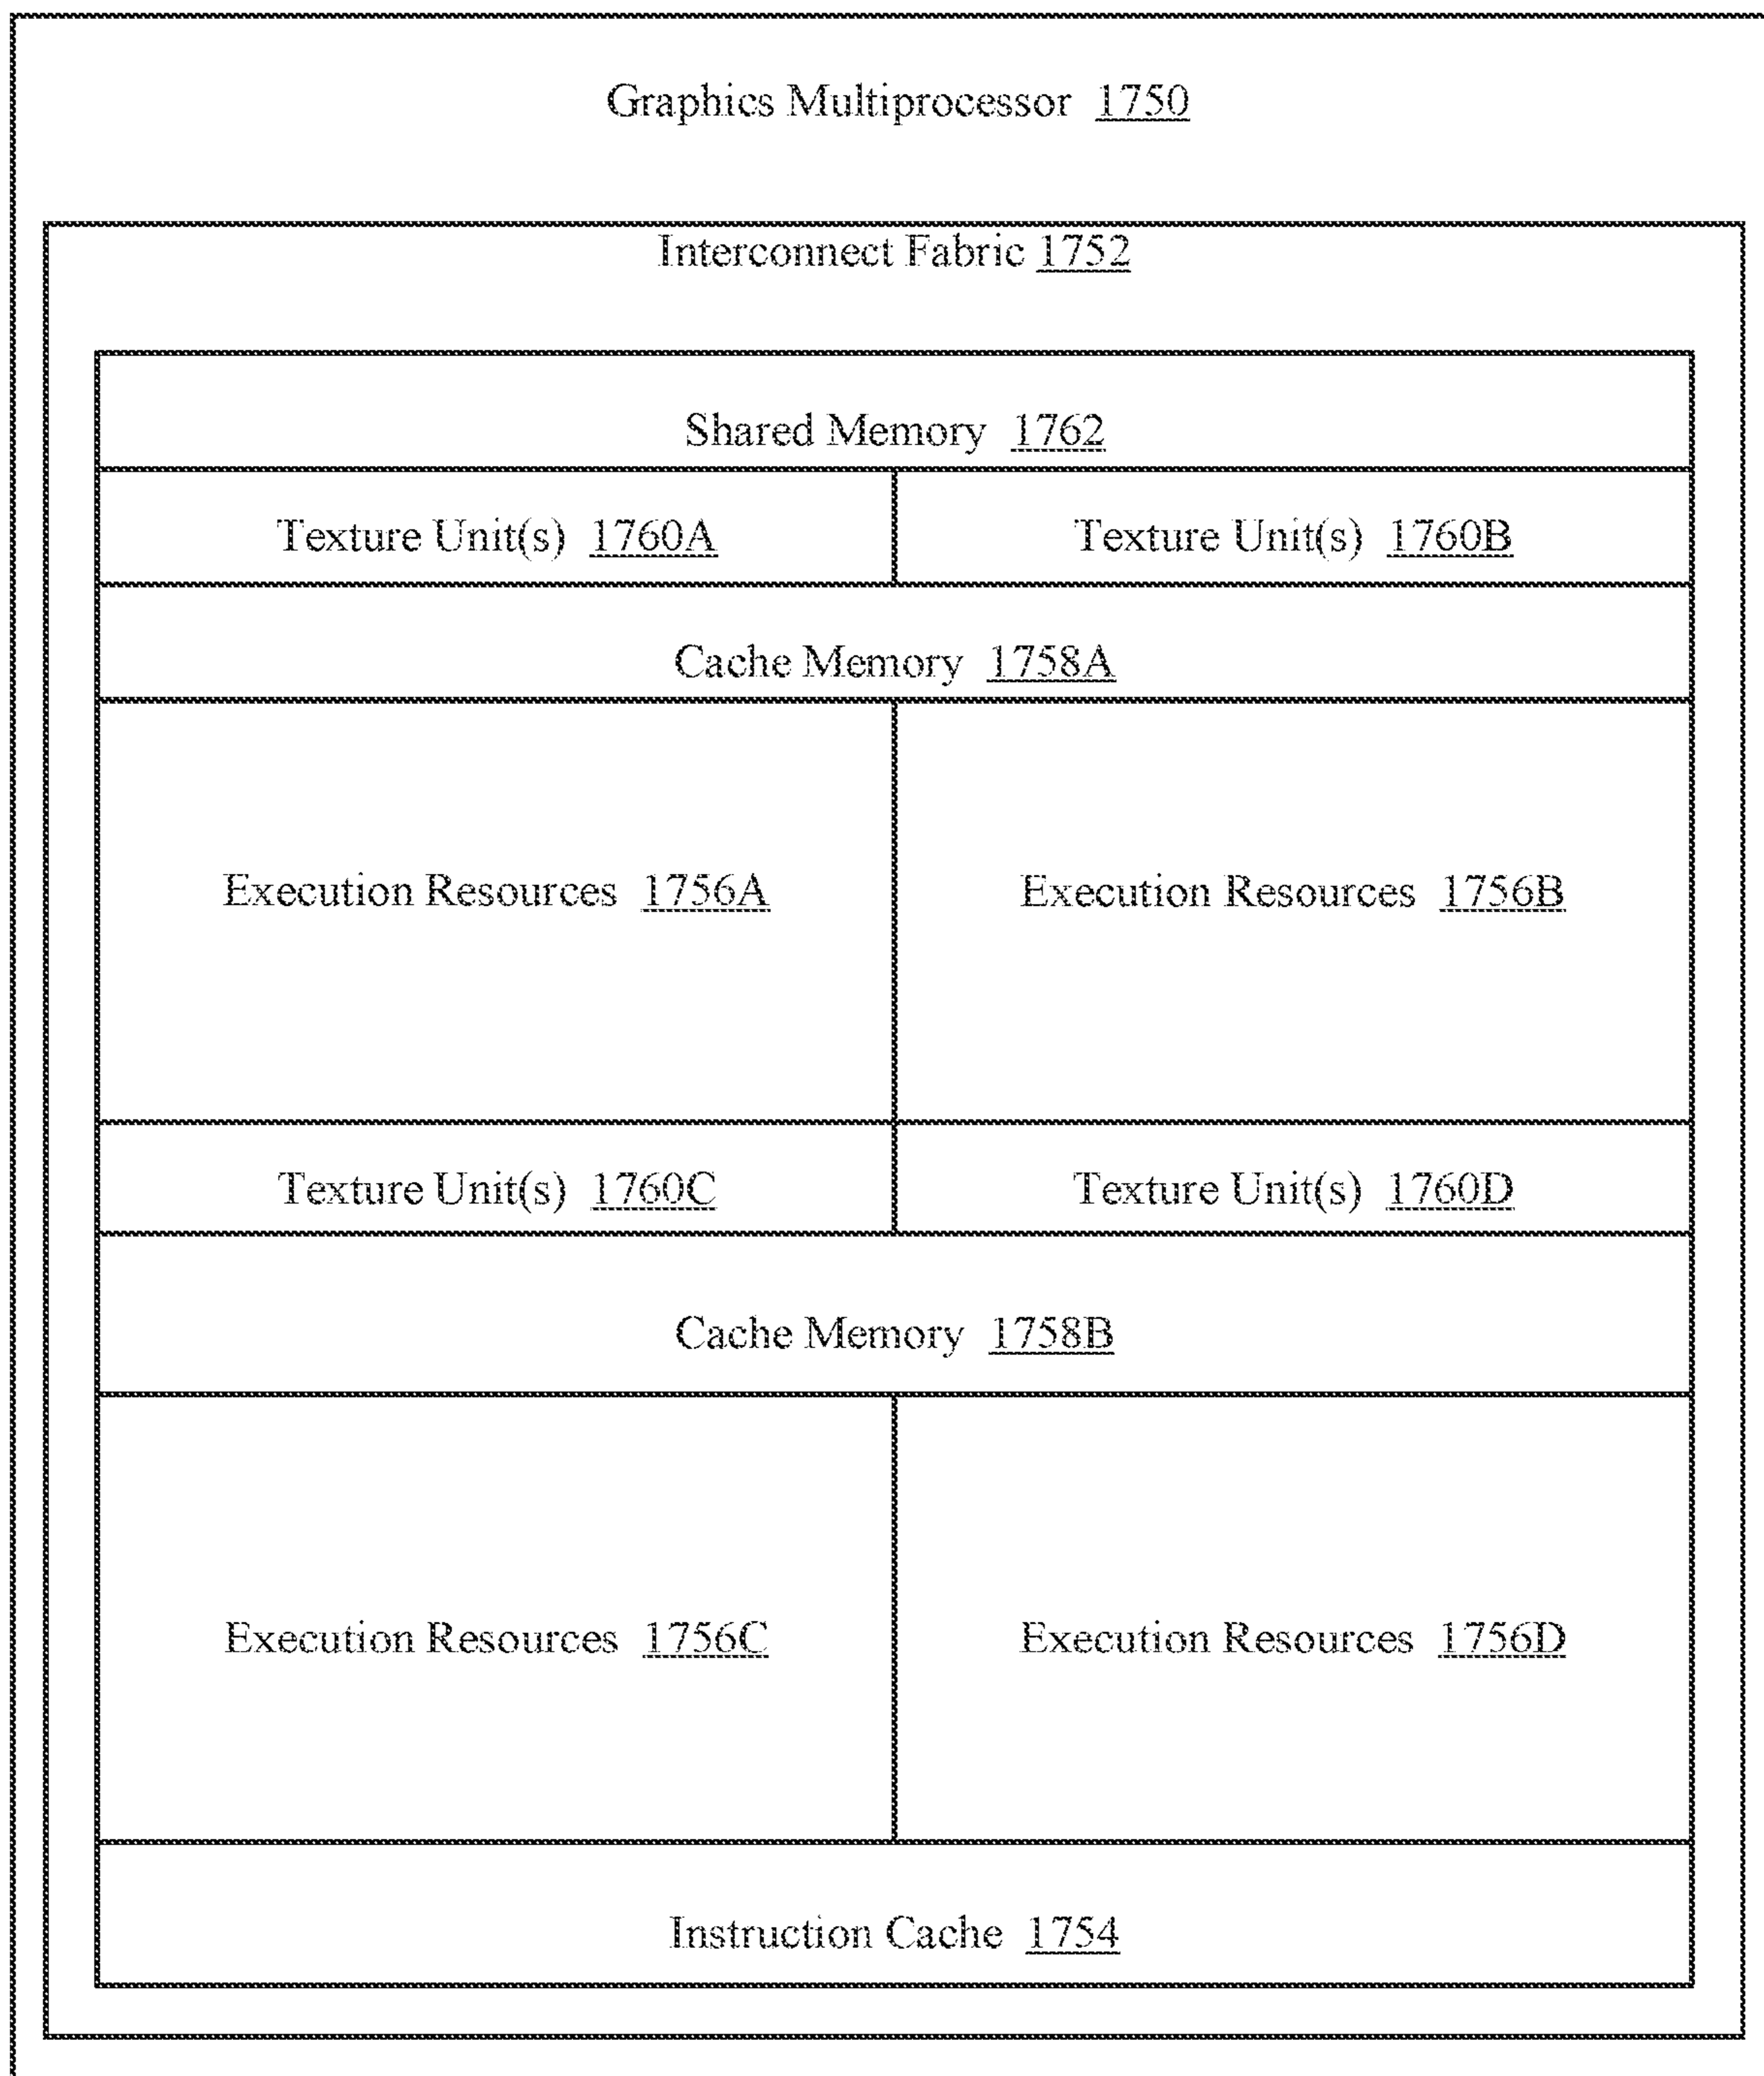 Graphics Multiprocessor 1750
Interconnect Fabric 1752
Shared Memory 1762
Texture Unit(s) 1760A
Texture Unit(s) 1760B
Cache Memory 1758A
Execution Resources 1756A
Execution Resources 1756B
Texture Unit(s) 1760C
Texture Unit(s) 1760D
Cache Memory 1758B
Execution Resources 1756C
Execution Resources 1756D
Instruction Cache 1754